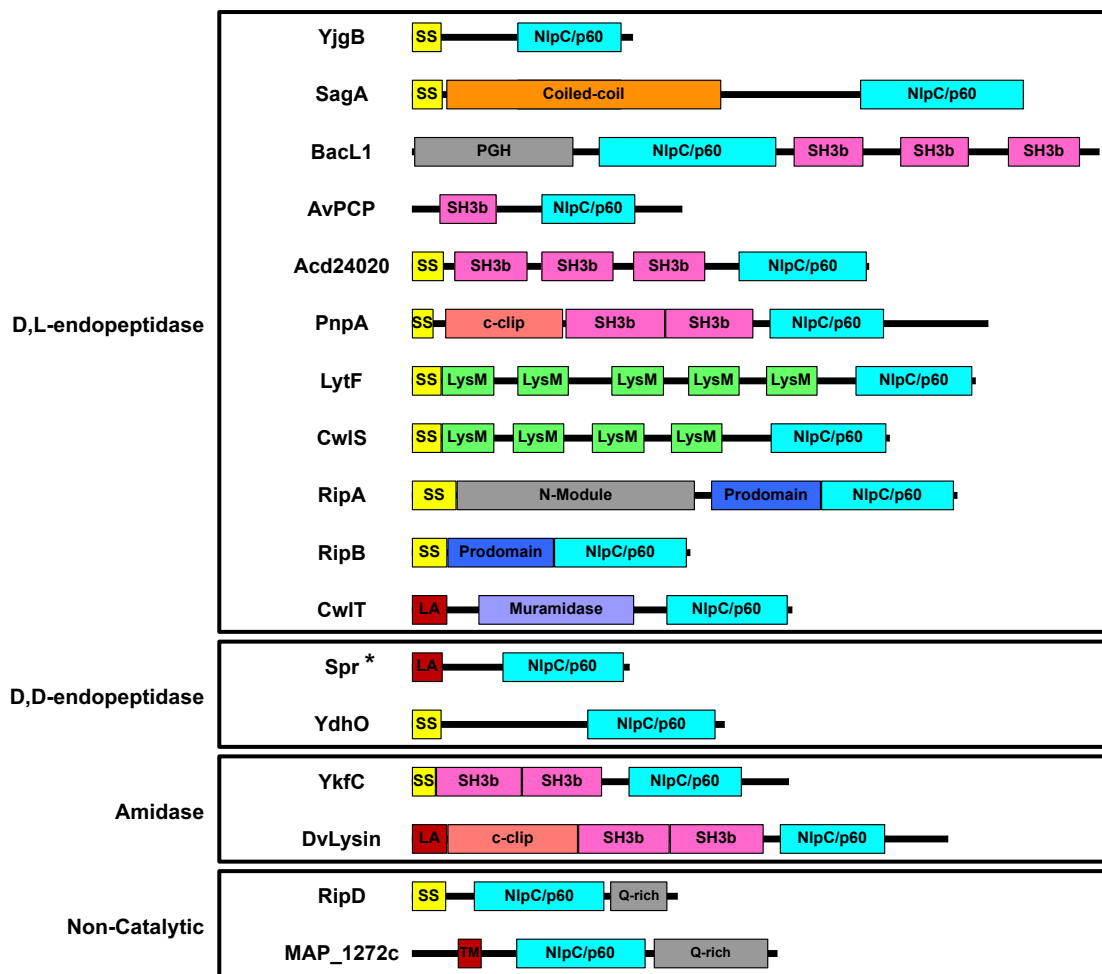 YjgB SS NlpC/p60
SagA SS Coiled-coil NlpC/p60
BacL1 PGH NlpC/p60 SH3b SH3b SH3b
AvPCP SH3b NlpC/p60
Acd24020 SS SH3b SH3b SH3b NlpC/p60
D,L-endopeptidase PnpA SS c-clip SH3b SH3b NlpC/p60
LytF SS LysM LysM LysM LysM LysM NlpC/p60
CwlS SS LysM LysM LysM LysM NlpC/p60
RipA SS N-Module Prodomain NlpC/p60
RipB SS Prodomain NlpC/p60
CwlT LA Muramidase NlpC/p60
Spr * LA NlpC/p60
D,D-endopeptidase
YdhO SS NlpC/p60
YkfC SS SH3b SH3b NlpC/p60
Amidase
DvLysin LA c-clip SH3b SH3b NlpC/p60
RipD SS NlpC/p60 Q-rich
Non-Catalytic
MAP_1272c TM NlpC/p60 Q-rich